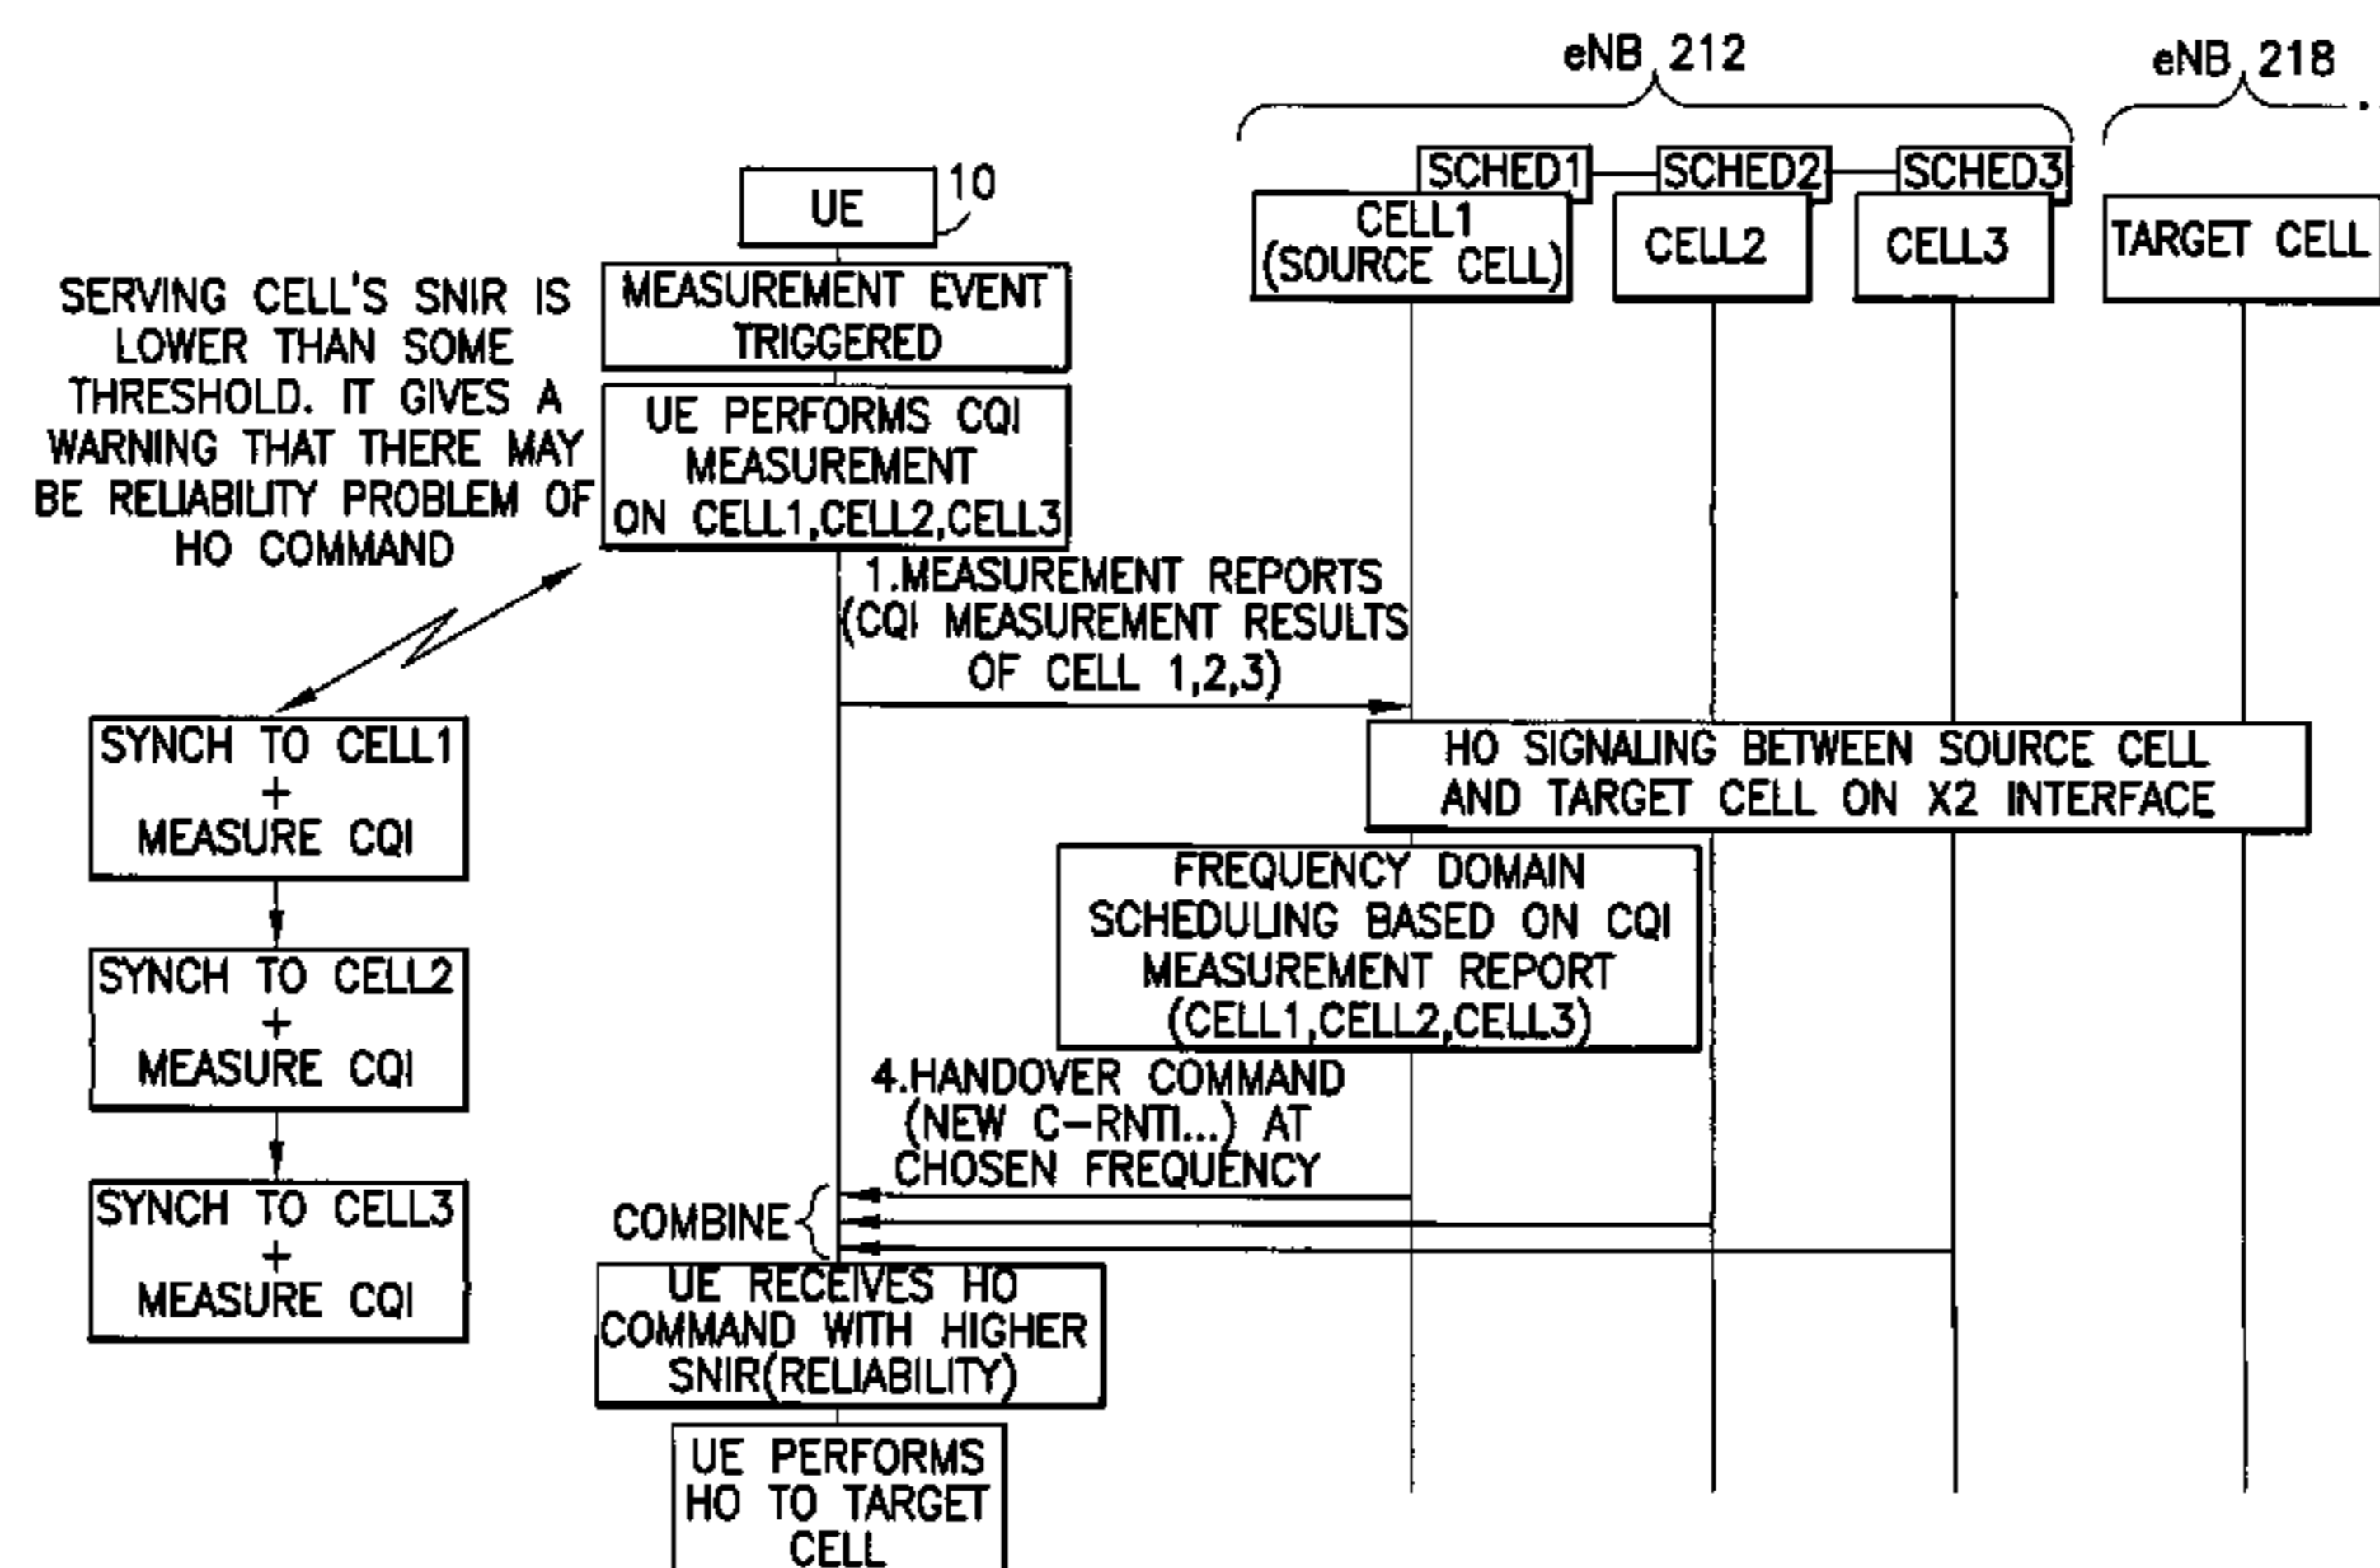 eNB 212
eNB 218
SCHED1
SCHED2
SCHED3
UE
10
CELL1
(SOURCE CELL)
CELL2
CELL3
TARGET CELL
SERVING CELL'S SNIR IS
LOWER THAN SOME
THRESHOLD. IT GIVES A
WARNING THAT THERE MAY
BE RELIABILITY PROBLEM OF
HO COMMAND
MEASUREMENT EVENT
TRIGGERED
UE PERFORMS CQI
MEASUREMENT
ON CELL1,CELL2,CELL3
1.MEASUREMENT REPORTS
(CQI MEASUREMENT RESULTS
OF CELL 1,2,3)
SYNCH TO CELL1
+
MEASURE CQI
SYNCH TO CELL2
+
MEASURE CQI
SYNCH TO CELL3
+
MEASURE CQI
HO SIGNALING BETWEEN SOURCE CELL
AND TARGET CELL ON X2 INTERFACE
FREQUENCY DOMAIN
SCHEDULING BASED ON CQI
MEASUREMENT REPORT
(CELL1,CELL2,CELL3)
4.HANDOVER COMMAND
(NEW C-RNTI...) AT
CHOSEN FREQUENCY
COMBINE
UE RECEIVES HO
COMMAND WITH HIGHER
SNIR(RELIABILITY)
UE PERFORMS
HO TO TARGET
CELL